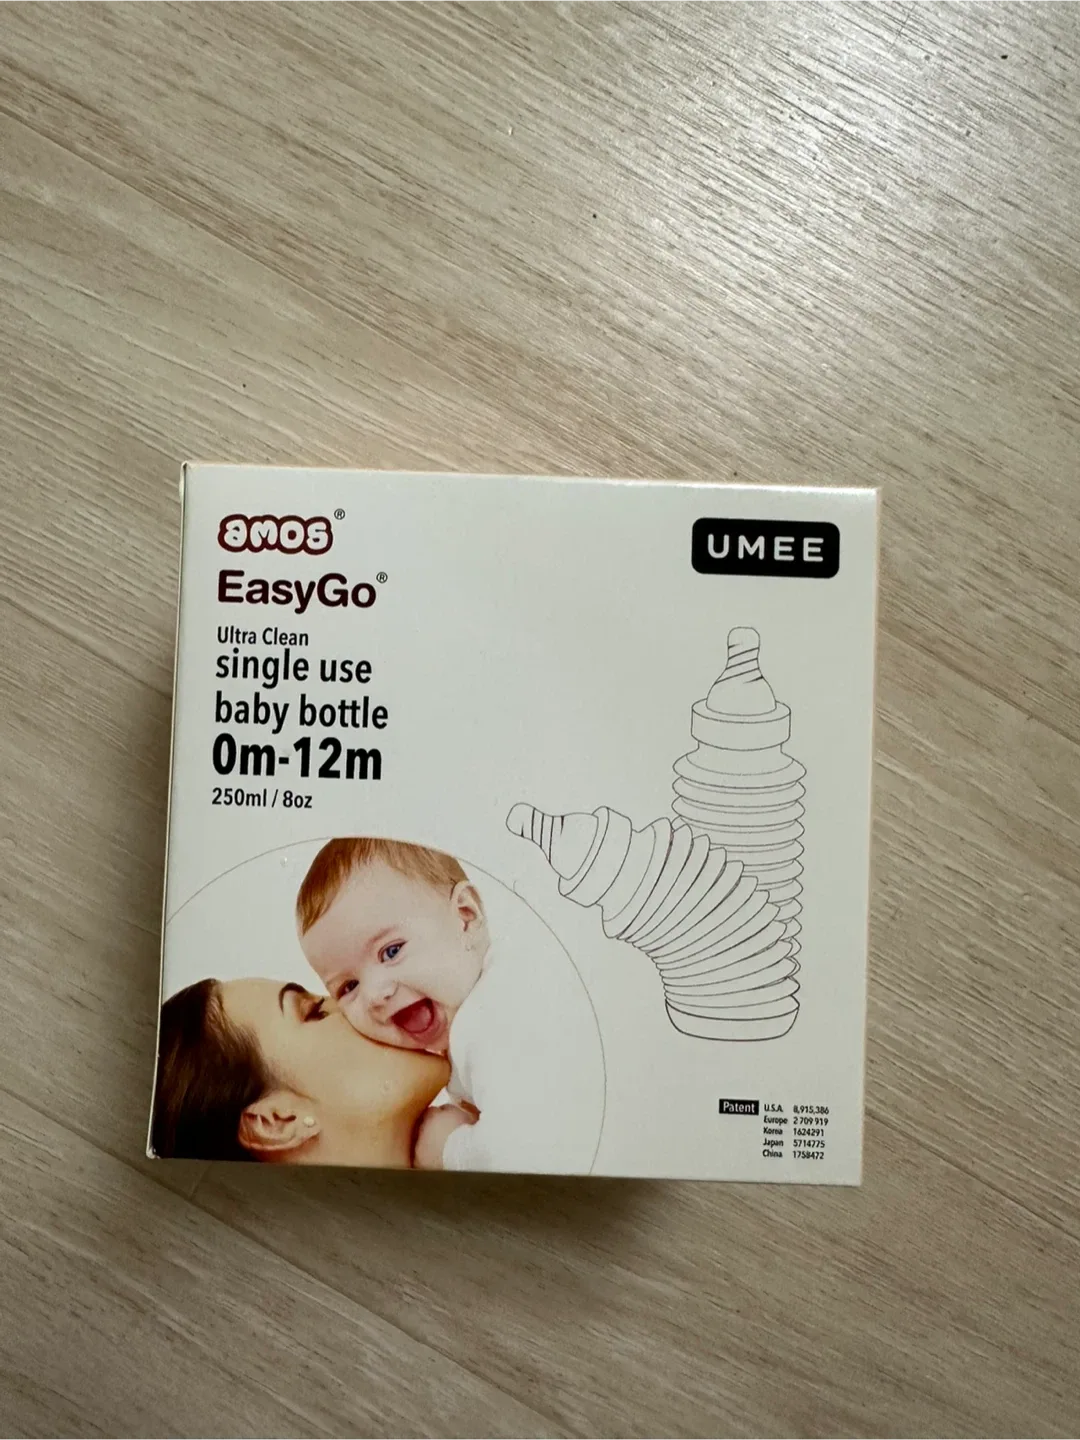 amos®
EasyGo®
Ultra Clean
single use
baby bottle
0m-12m
250ml / 8oz
UMEE
Patent U.S.A. 8,915,386
Europe 2 709 919
Korea 1624291
Japan 5714775
China 1758472